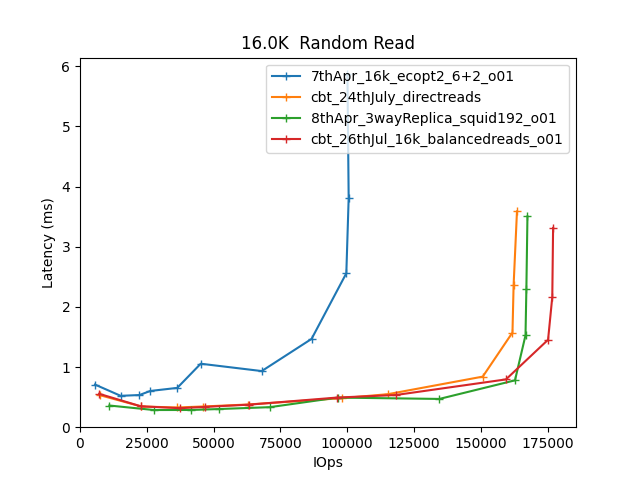 16.0K  Random Read
7thApr_16k_ecopt2_6+2_o01
cbt_24thJuly_directreads
8thApr_3wayReplica_squid192_o01
cbt_26thJul_16k_balancedreads_o01
Latency (ms)
6
5
4
3
2
1
0
0 25000 50000 75000 100000 125000 150000 175000
IOps